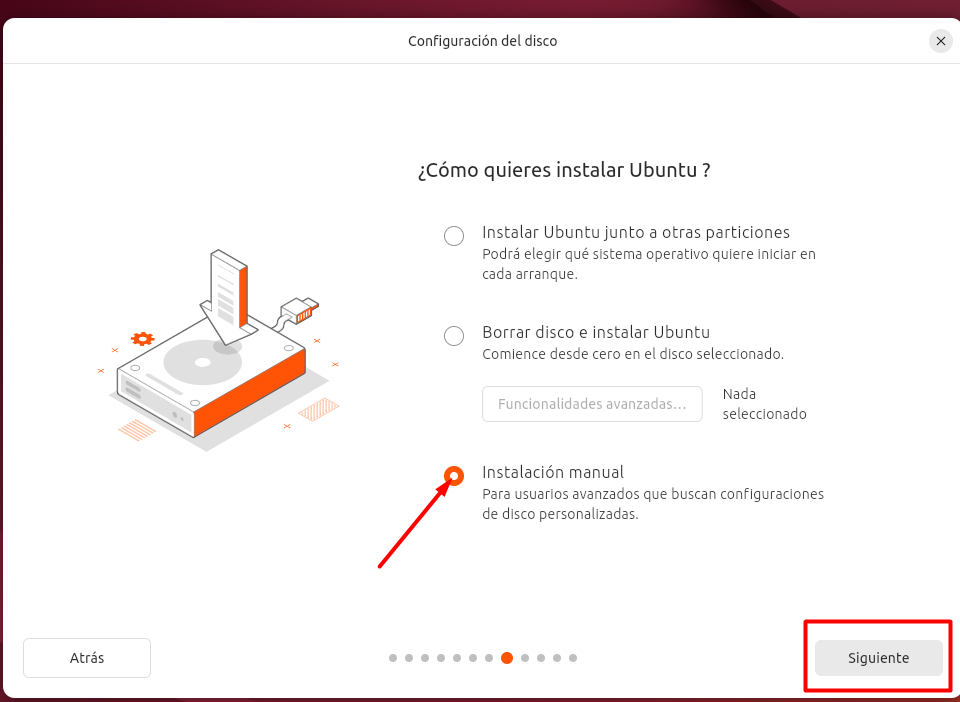 Configuración del disco
¿Cómo quieres instalar Ubuntu ?
Instalar Ubuntu junto a otras particiones
Podrá elegir qué sistema operativo quiere iniciar en
cada arranque.
Borrar disco e instalar Ubuntu
Comience desde cero en el disco seleccionado.
Funcionalidades avanzadas...
Nada
seleccionado
Instalación manual
Para usuarios avanzados que buscan configuraciones
de disco personalizadas.
Atrás
Siguiente